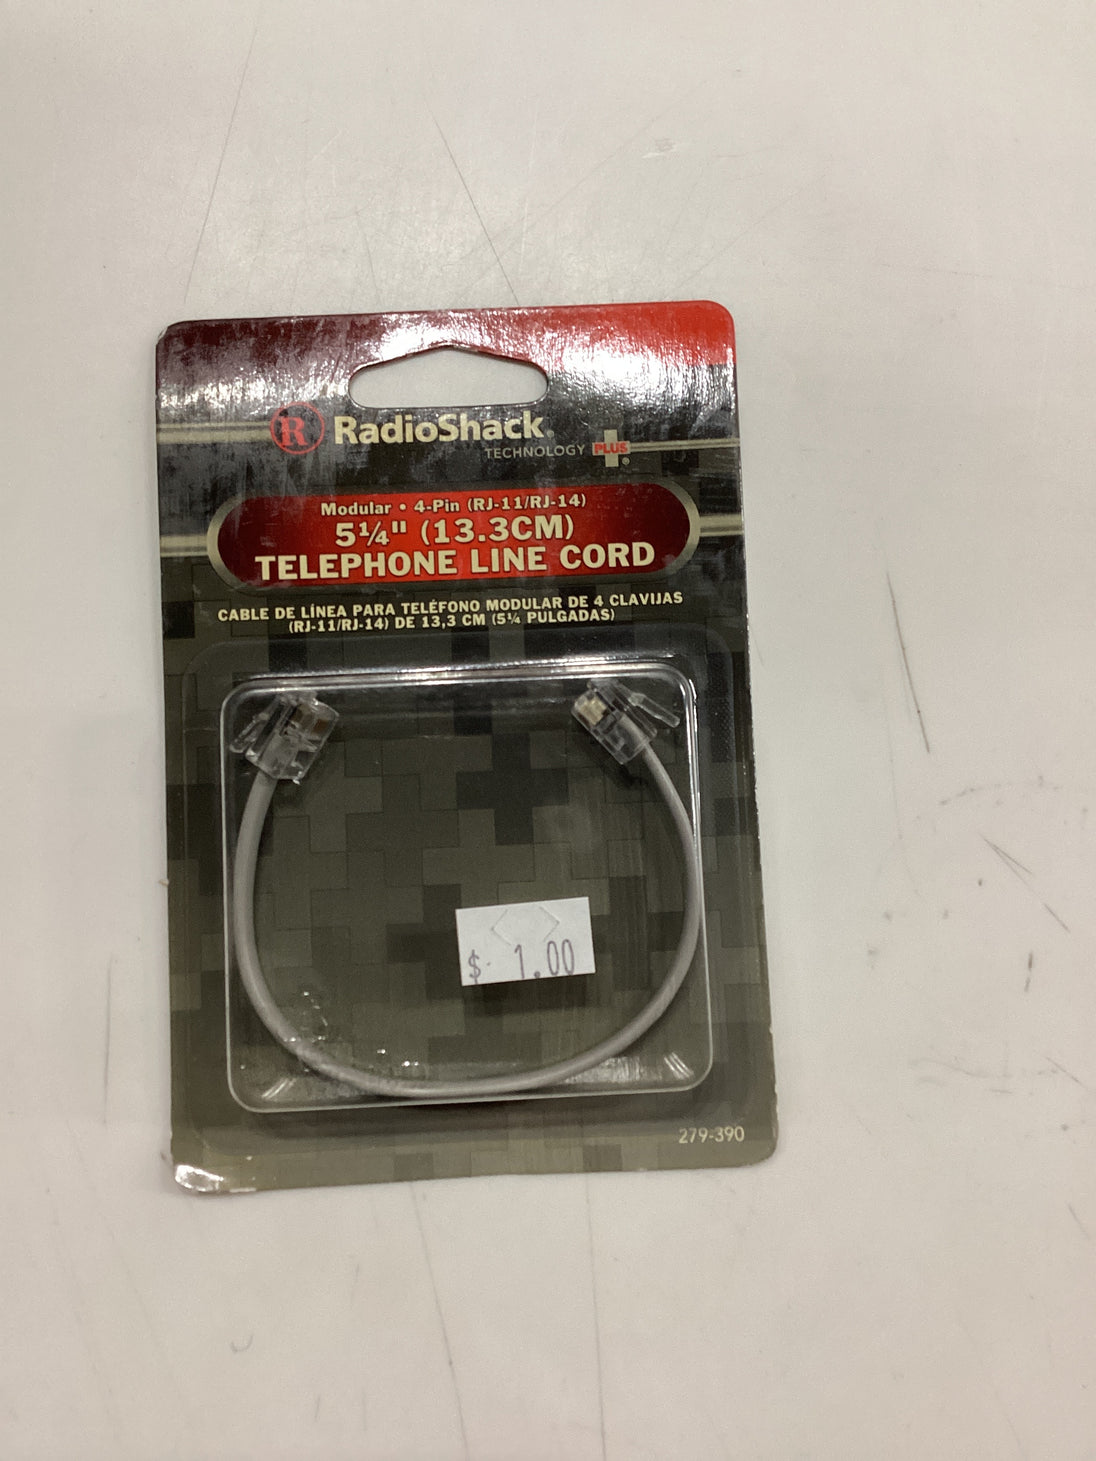 R RadioShack.
TECHNOLOGY PLUS®
Modular • 4-Pin (RJ-11/RJ-14)
5¼" (13.3CM)
TELEPHONE LINE CORD
CABLE DE LÍNEA PARA TELÉFONO MODULAR DE 4 CLAVIJAS
(RJ-11/RJ-14) DE 13,3 CM (5¼ PULGADAS)
$ 1.00
279-390